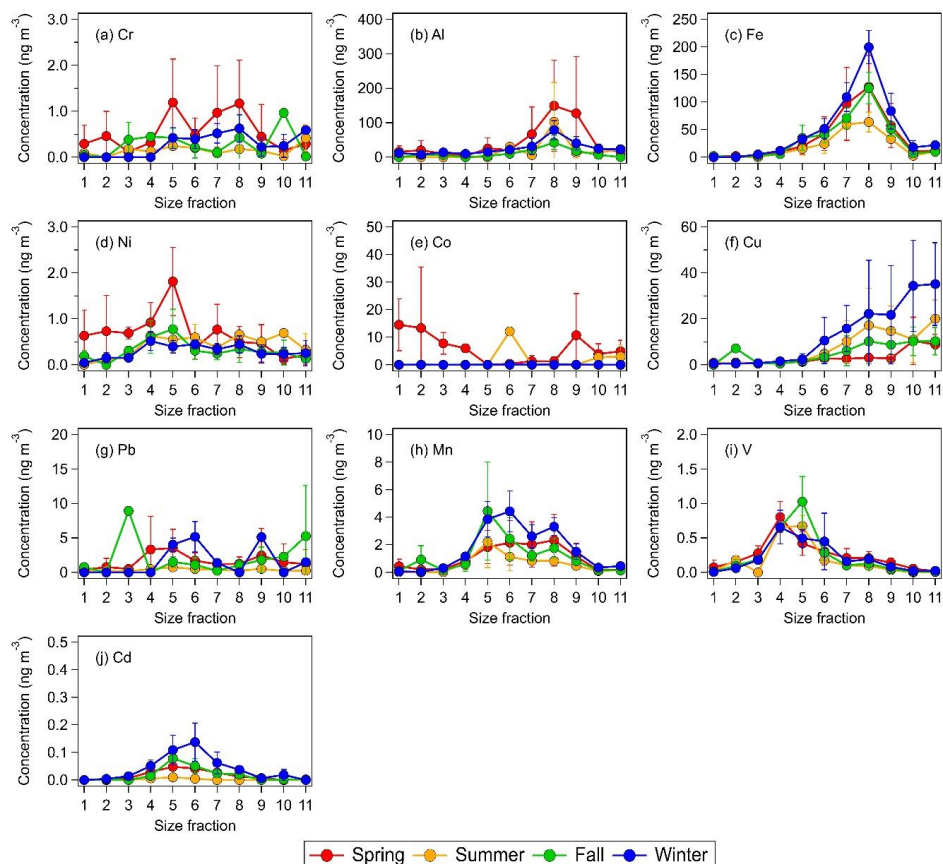 Concentration (ng m⁻³)
3.0
2.0
1.0
0.0
(a) Cr
1 2 3 4 5 6 7 8 9 10 11
Size fraction
Concentration (ng m⁻³)
400
300
200
100
0
(b) Al
1 2 3 4 5 6 7 8 9 10 11
Size fraction
Concentration (ng m⁻³)
250
200
150
100
50
0
(c) Fe
1 2 3 4 5 6 7 8 9 10 11
Size fraction
Concentration (ng m⁻³)
3.0
2.0
1.0
0.0
(d) Ni
1 2 3 4 5 6 7 8 9 10 11
Size fraction
Concentration (ng m⁻³)
50
40
30
20
10
0
(e) Co
1 2 3 4 5 6 7 8 9 10 11
Size fraction
Concentration (ng m⁻³)
60
40
20
0
(f) Cu
1 2 3 4 5 6 7 8 9 10 11
Size fraction
Concentration (ng m⁻³)
20
15
10
5
0
(g) Pb
1 2 3 4 5 6 7 8 9 10 11
Size fraction
Concentration (ng m⁻³)
10
8
6
4
2
0
(h) Mn
1 2 3 4 5 6 7 8 9 10 11
Size fraction
Concentration (ng m⁻³)
2.0
1.5
1.0
0.5
0.0
(i) V
1 2 3 4 5 6 7 8 9 10 11
Size fraction
Concentration (ng m⁻³)
0.5
0.4
0.3
0.2
0.1
0.0
(j) Cd
1 2 3 4 5 6 7 8 9 10 11
Size fraction
Spring Summer Fall Winter